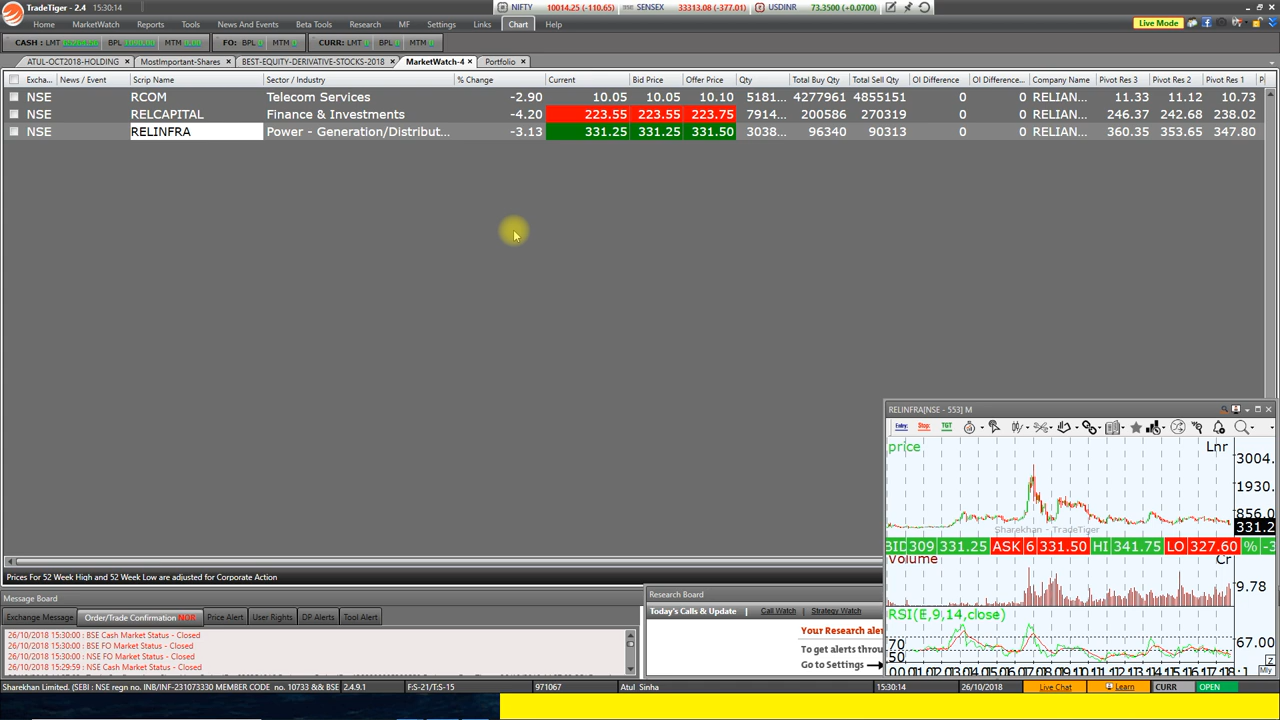 TradeTiger - 2.4 15:30:14 NIFTY 10014.25 (-110.65) SENSEX 33313.08 (-377.01) USDINR 73.3500 (+0.0700)
Home MarketWatch Reports Tools News And Events Beta Tools Research MF Settings Links Chart Help Live Mode
CASH : LMT BPL MTM FO: BPL MTM CURR: LMT BPL MTM
ATUL-OCT2018-HOLDING × MostImportant-Shares × BEST-EQUITY-DERIVATIVE-STOCKS-2018 × MarketWatch-4 × Portfolio ×
Excha... News / Event Scrip Name Sector / Industry % Change Current Bid Price Offer Price Qty Total Buy Qty Total Sell Qty OI Difference OI Difference... Company Name Pivot Res 3 Pivot Res 2 Pivot Res 1 P
NSE RCOM Telecom Services -2.90 10.05 10.05 10.10 5181... 4277961 4855151 0 0 RELIAN... 11.33 11.12 10.73
NSE RELCAPITAL Finance & Investments -4.20 223.55 223.55 223.75 7914... 200586 270319 0 0 RELIAN... 246.37 242.68 238.02
NSE RELINFRA Power - Generation/Distribut... -3.13 331.25 331.25 331.50 3038... 96340 90313 0 0 RELIAN... 360.35 353.65 347.80
RELINFRA[NSE - 553] M
Entry: Stop: TGT
price Lnr
3004.
1930.
856.0
331.2
Sharekhan - TradeTiger
BID 309 331.25 ASK 6 331.50 HI 341.75 LO 327.60 % -3
Volume Cr
9.78
RSI(E,9,14,close)
70
50
67.00
Prices For 52 Week High and 52 Week Low are adjusted for Corporate Action
Message Board
Exchange Message Order/Trade Confirmation NOR Price Alert User Rights DP Alerts Tool Alert
26/10/2018 15:30:00 : BSE Cash Market Status - Closed
26/10/2018 15:30:00 : BSE FO Market Status - Closed
26/10/2018 15:30:00 : NSE FO Market Status - Closed
26/10/2018 15:29:59 : NSE Cash Market Status - Closed
Research Board
Today's Calls & Update Call Watch Strategy Watch
Your Research aler
To get alerts throu
Go to Settings
Sharekhan Limited. (SEBI : NSE regn no. INB/INF-231073330 MEMBER CODE no. 10733 && BSE 2.4.9.1 F:S-21/T:S-15 971067 Atul Sinha 15:30:14 26/10/2018 Live Chat Learn CURR OPEN